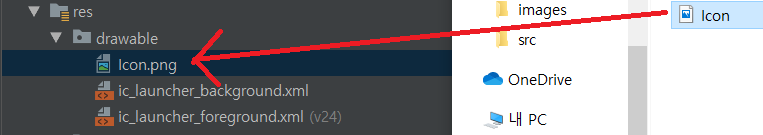 res
drawable
Icon.png
ic_launcher_background.xml
ic_launcher_foreground.xml (v24)
images
src
OneDrive
내 PC
Icon